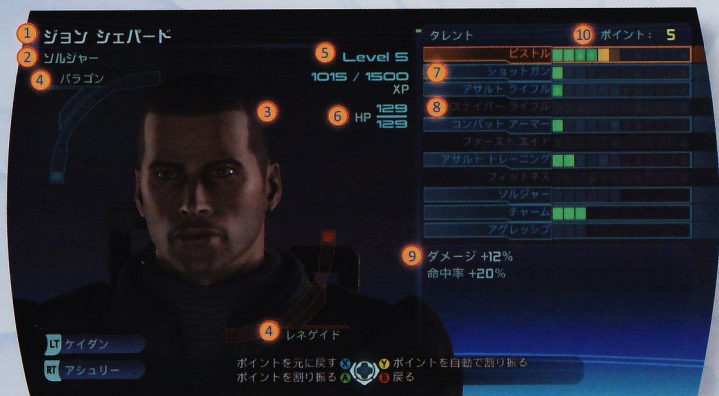 1 ジョン シェパード
2 ソルジャー
4 パラゴン
5 Level 5
1015 / 1500
XP
3
6 HP 129
129
タレント 10 ポイント: 5
ピストル
7 ショットガン
アサルト ライフル
8 スナイパー ライフル
コンバット アーマー
ファースト エイド
アサルト トレーニング
フィットネス
ソルジャー
チャーム
アグレッシブ
9 ダメージ +12%
命中率 +20%
4 レネゲイド
LT ケイダン
RT アシュリー
ポイントを元に戻す X Y ポイントを自動で割り振る
ポイントを割り振る A B 戻る